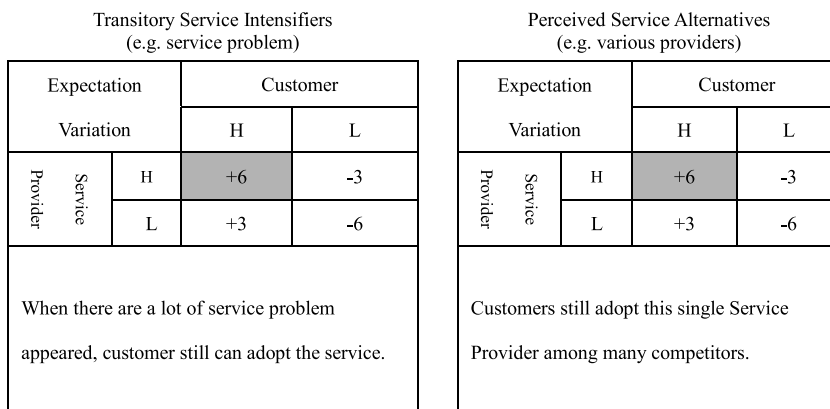 Transitory Service Intensifiers
(e.g. service problem)
Expectation
Variation
Customer
H
L
Service
Provider
H
+6
-3
L
+3
-6
When there are a lot of service problem
appeared, customer still can adopt the service.
Perceived Service Alternatives
(e.g. various providers)
Expectation
Variation
Customer
H
L
Service
Provider
H
+6
-3
L
+3
-6
Customers still adopt this single Service
Provider among many competitors.